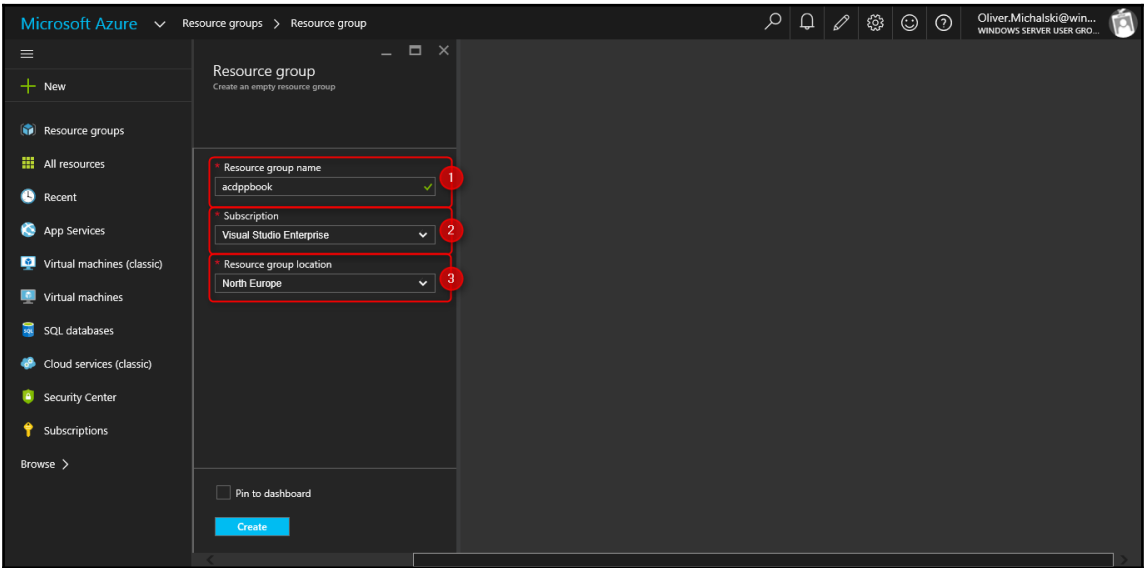 Microsoft Azure Resource groups > Resource group
Oliver.Michalski@win...
WINDOWS SERVER USER GRO...
New
Resource groups
All resources
Recent
App Services
Virtual machines (classic)
Virtual machines
SQL databases
Cloud services (classic)
Security Center
Subscriptions
Browse >
Resource group
Create an empty resource group
* Resource group name
acdppbook
1
* Subscription
Visual Studio Enterprise
2
* Resource group location
North Europe
3
Pin to dashboard
Create